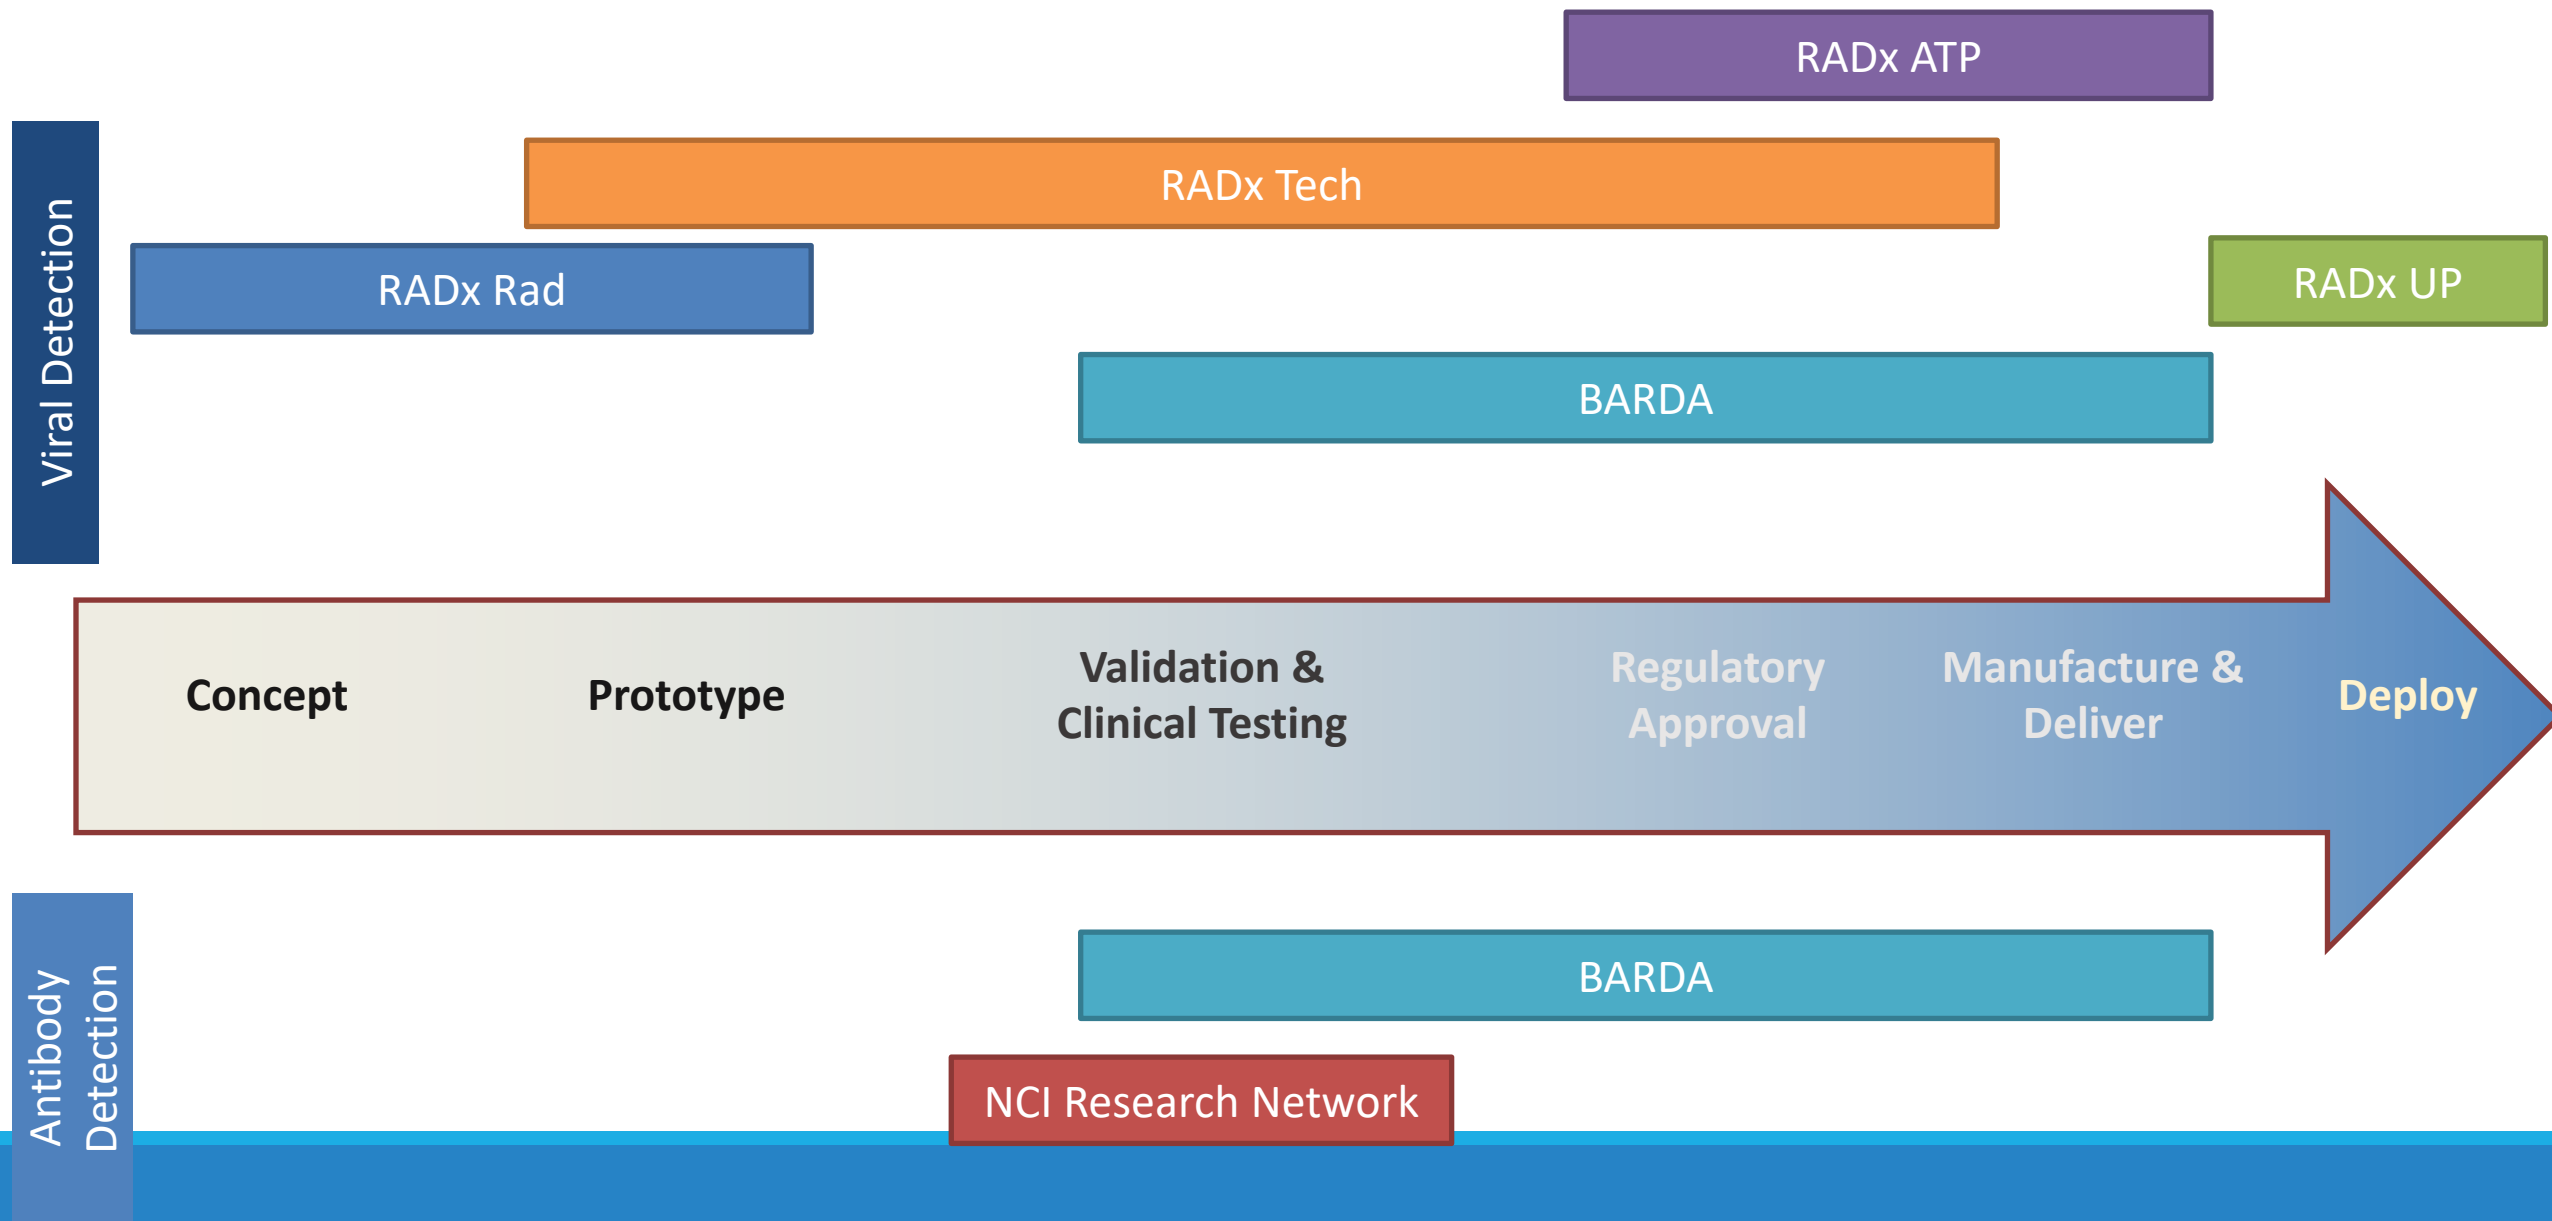 RADx ATP
RADx Tech
Viral Detection
RADx Rad
RADx UP
BARDA
Concept
Prototype
Validation &
Clinical Testing
Regulatory
Approval
Manufacture &
Deliver
Deploy
Antibody
Detection
BARDA
NCI Research Network